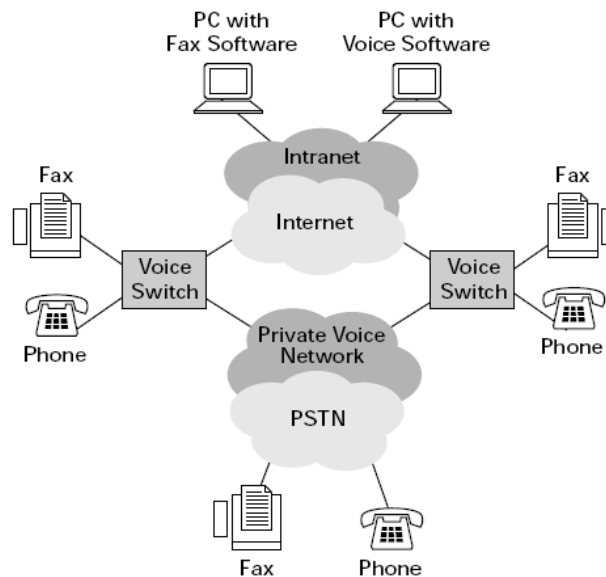 PC with
Fax Software
PC with
Voice Software
Intranet
Fax
Fax
Internet
Voice
Switch
Voice
Switch
Phone
Private Voice
Network
Phone
PSTN
Fax
Phone